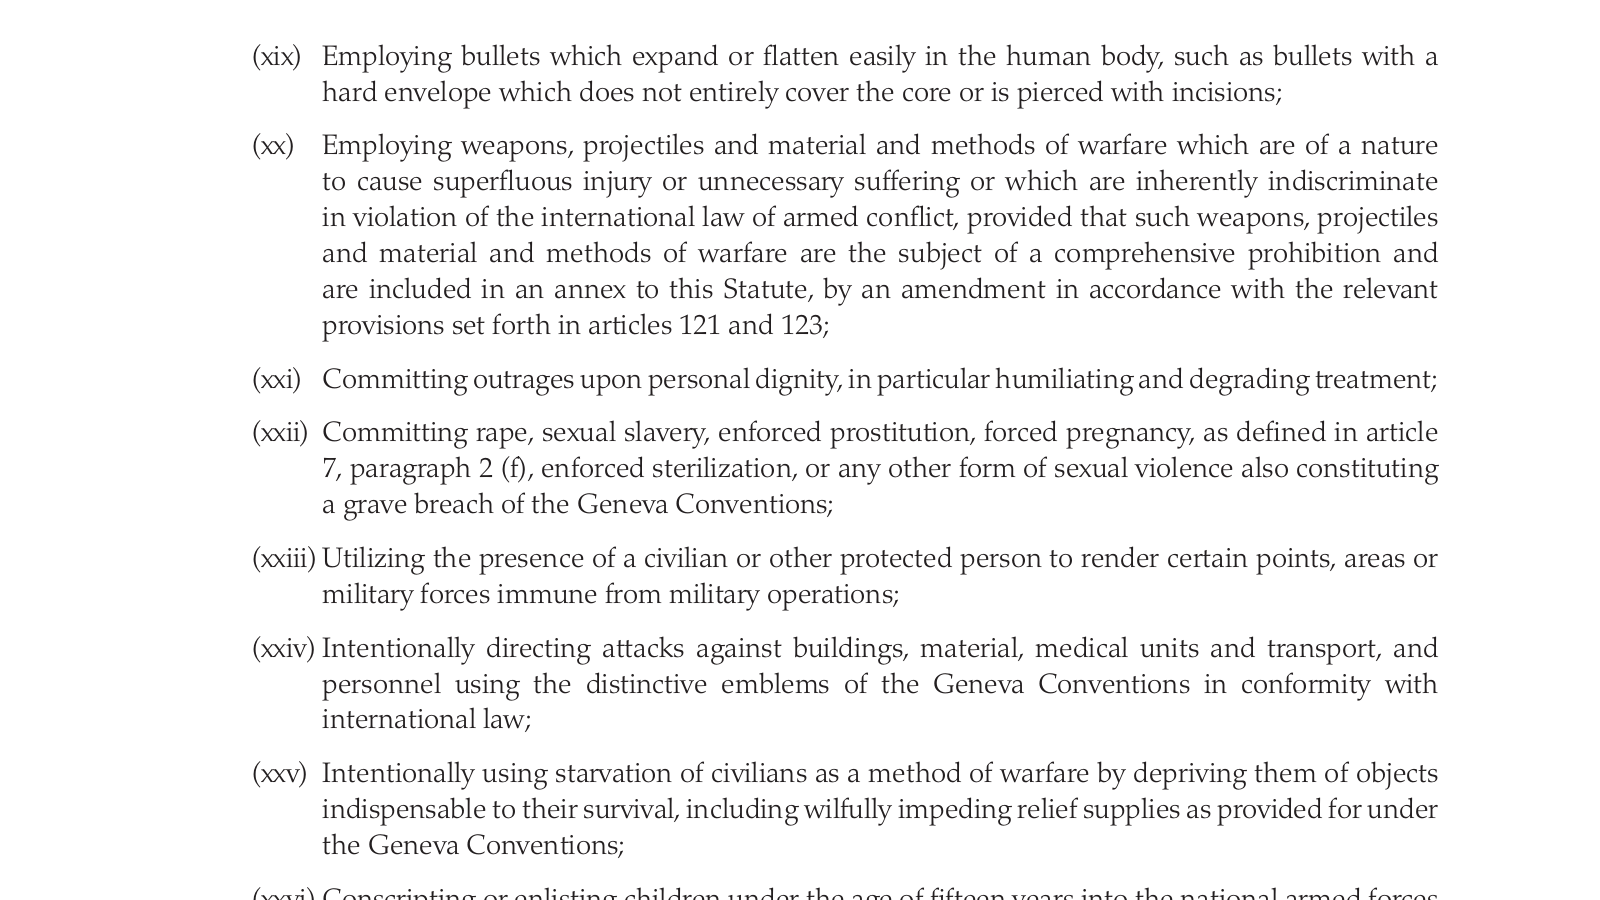 (xix) Employing bullets which expand or flatten easily in the human body, such as bullets with a
hard envelope which does not entirely cover the core or is pierced with incisions;
(xx) Employing weapons, projectiles and material and methods of warfare which are of a nature
to cause superfluous injury or unnecessary suffering or which are inherently indiscriminate
in violation of the international law of armed conflict, provided that such weapons, projectiles
and material and methods of warfare are the subject of a comprehensive prohibition and
are included in an annex to this Statute, by an amendment in accordance with the relevant
provisions set forth in articles 121 and 123;
(xxi) Committing outrages upon personal dignity, in particular humiliating and degrading treatment;
(xxii) Committing rape, sexual slavery, enforced prostitution, forced pregnancy, as defined in article
7, paragraph 2 (f), enforced sterilization, or any other form of sexual violence also constituting
a grave breach of the Geneva Conventions;
(xxiii) Utilizing the presence of a civilian or other protected person to render certain points, areas or
military forces immune from military operations;
(xxiv) Intentionally directing attacks against buildings, material, medical units and transport, and
personnel using the distinctive emblems of the Geneva Conventions in conformity with
international law;
(xxv) Intentionally using starvation of civilians as a method of warfare by depriving them of objects
indispensable to their survival, including wilfully impeding relief supplies as provided for under
the Geneva Conventions;
(xxvi) Conscripting or enlisting children under the age of fifteen years into the national armed forces